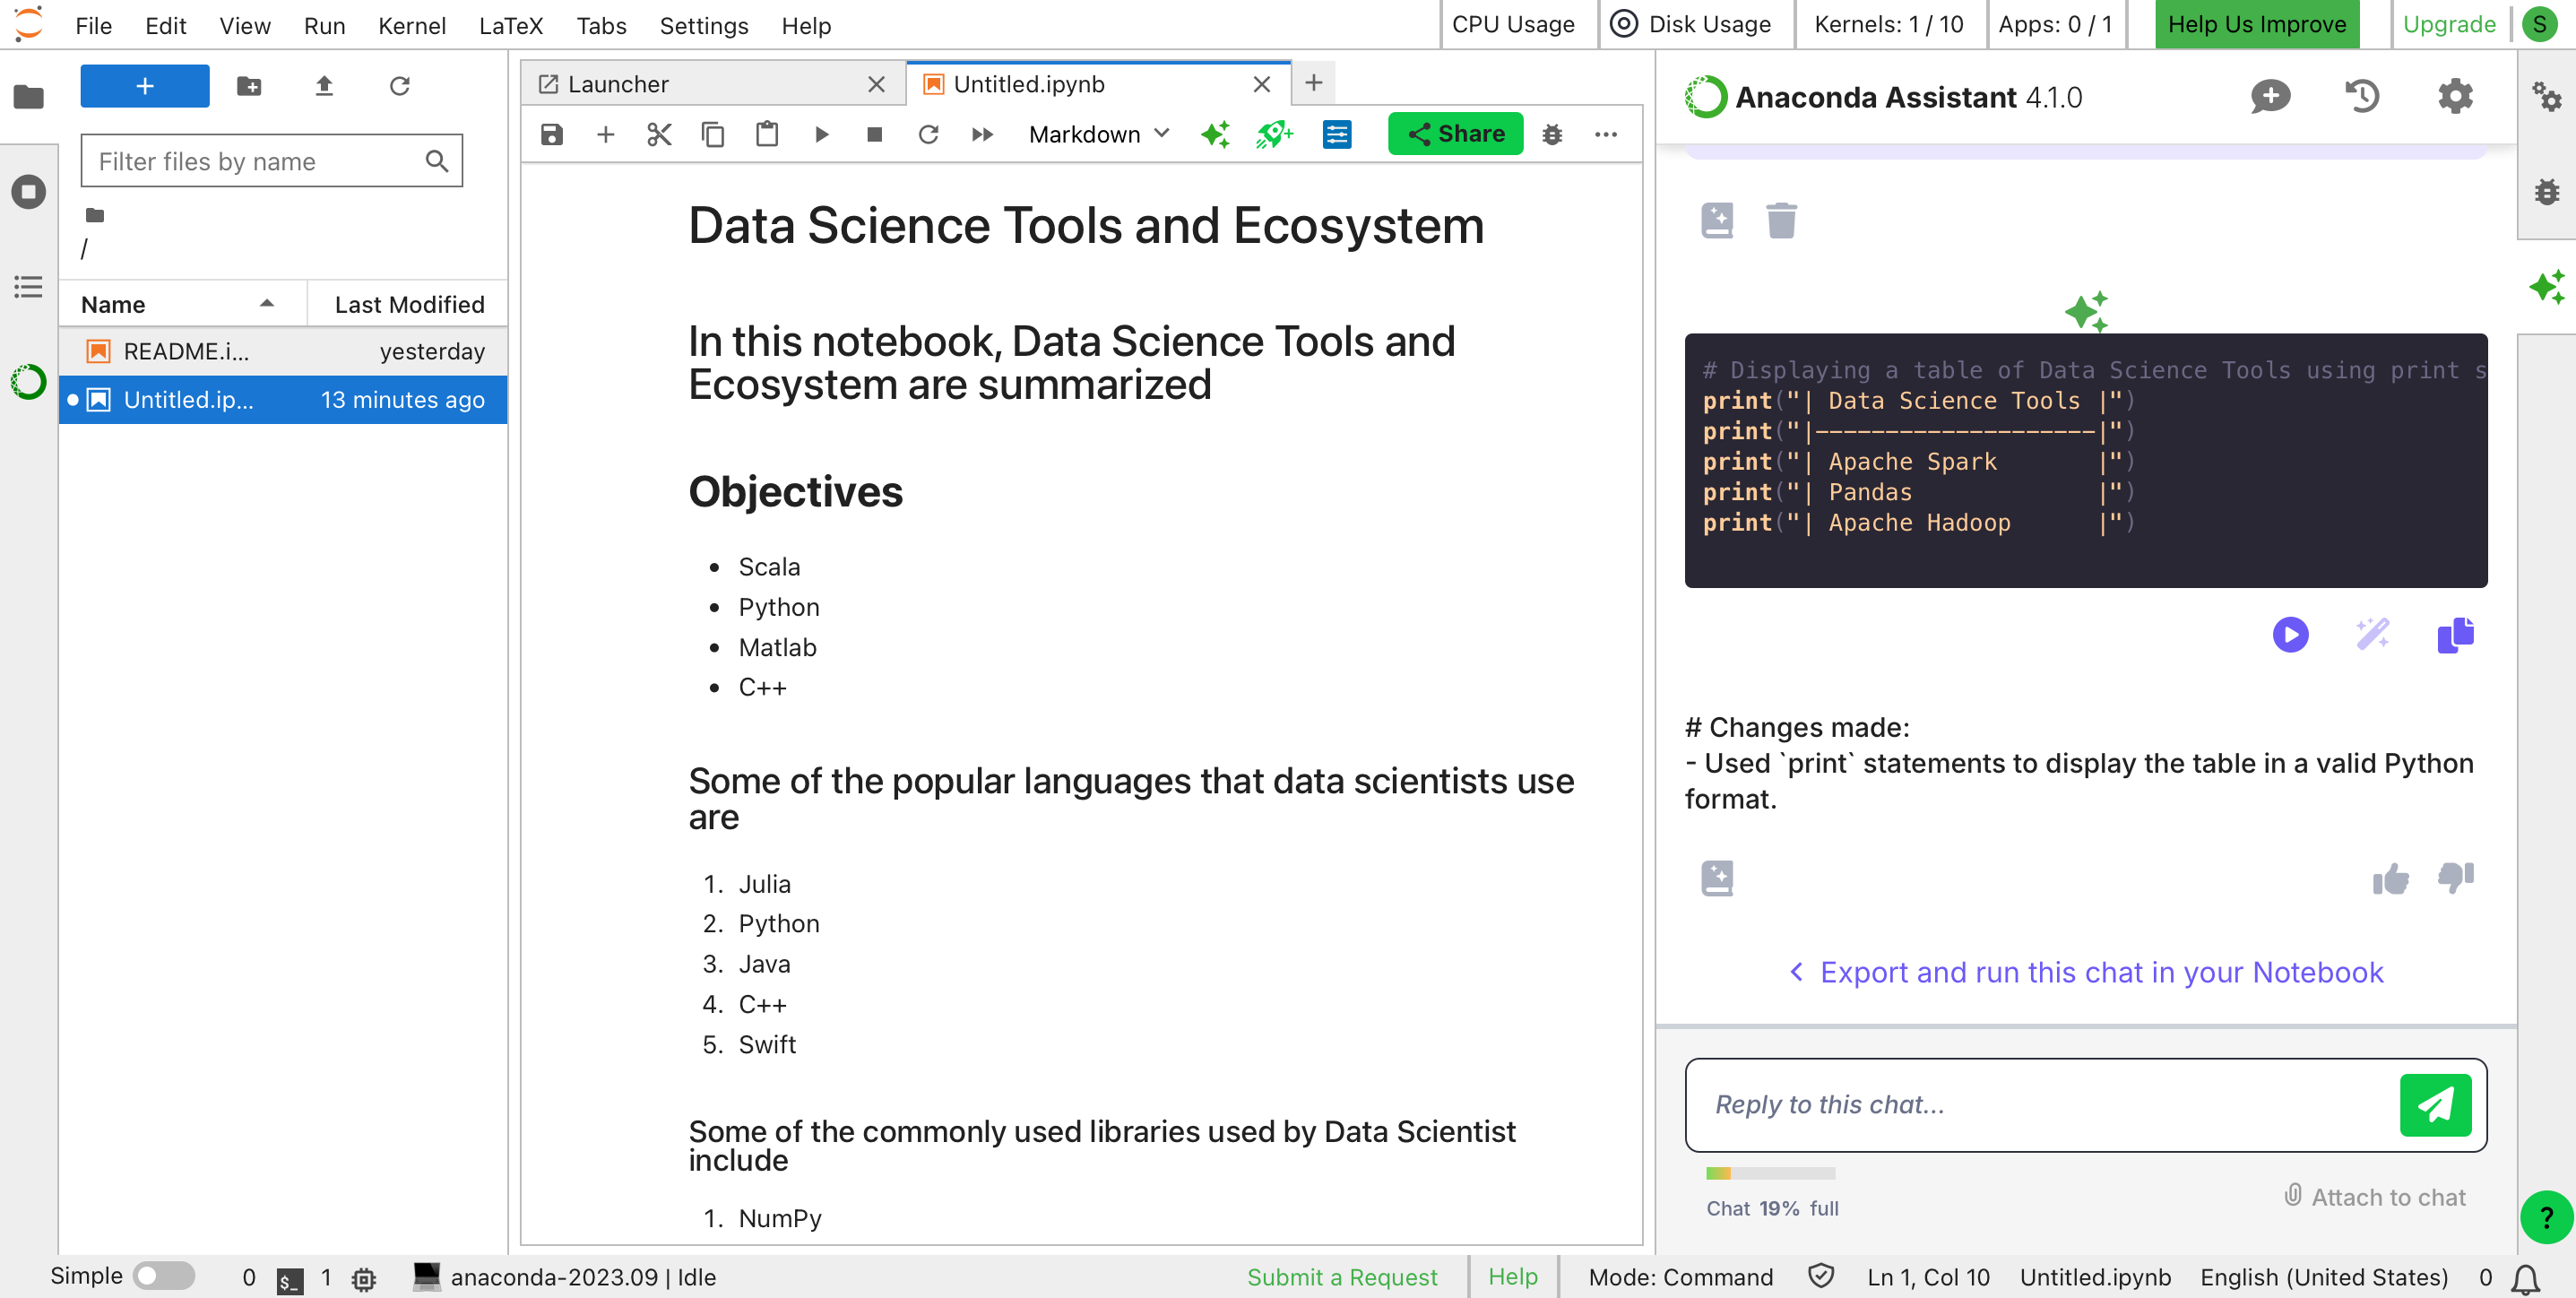 File Edit View Run Kernel LaTeX Tabs Settings Help
CPU Usage Disk Usage Kernels: 1 / 10 Apps: 0 / 1 Help Us Improve Upgrade S
+
Filter files by name
/
Name Last Modified
README.i... yesterday
Untitled.ip... 13 minutes ago
Launcher
Untitled.ipynb
+
Markdown
Share
Data Science Tools and Ecosystem
In this notebook, Data Science Tools and
Ecosystem are summarized
Objectives
• Scala
• Python
• Matlab
• C++
Some of the popular languages that data scientists use
are
1. Julia
2. Python
3. Java
4. C++
5. Swift
Some of the commonly used libraries used by Data Scientist
include
1. NumPy
Anaconda Assistant 4.1.0
# Displaying a table of Data Science Tools using print s
print("| Data Science Tools |")
print("|--------------------|")
print("| Apache Spark       |")
print("| Pandas             |")
print("| Apache Hadoop      |")
# Changes made:
- Used `print` statements to display the table in a valid Python
format.
< Export and run this chat in your Notebook
Reply to this chat...
Chat 19% full
Attach to chat
?
Simple 0 $_ 1 anaconda-2023.09 | Idle
Submit a Request Help Mode: Command Ln 1, Col 10 Untitled.ipynb English (United States) 0